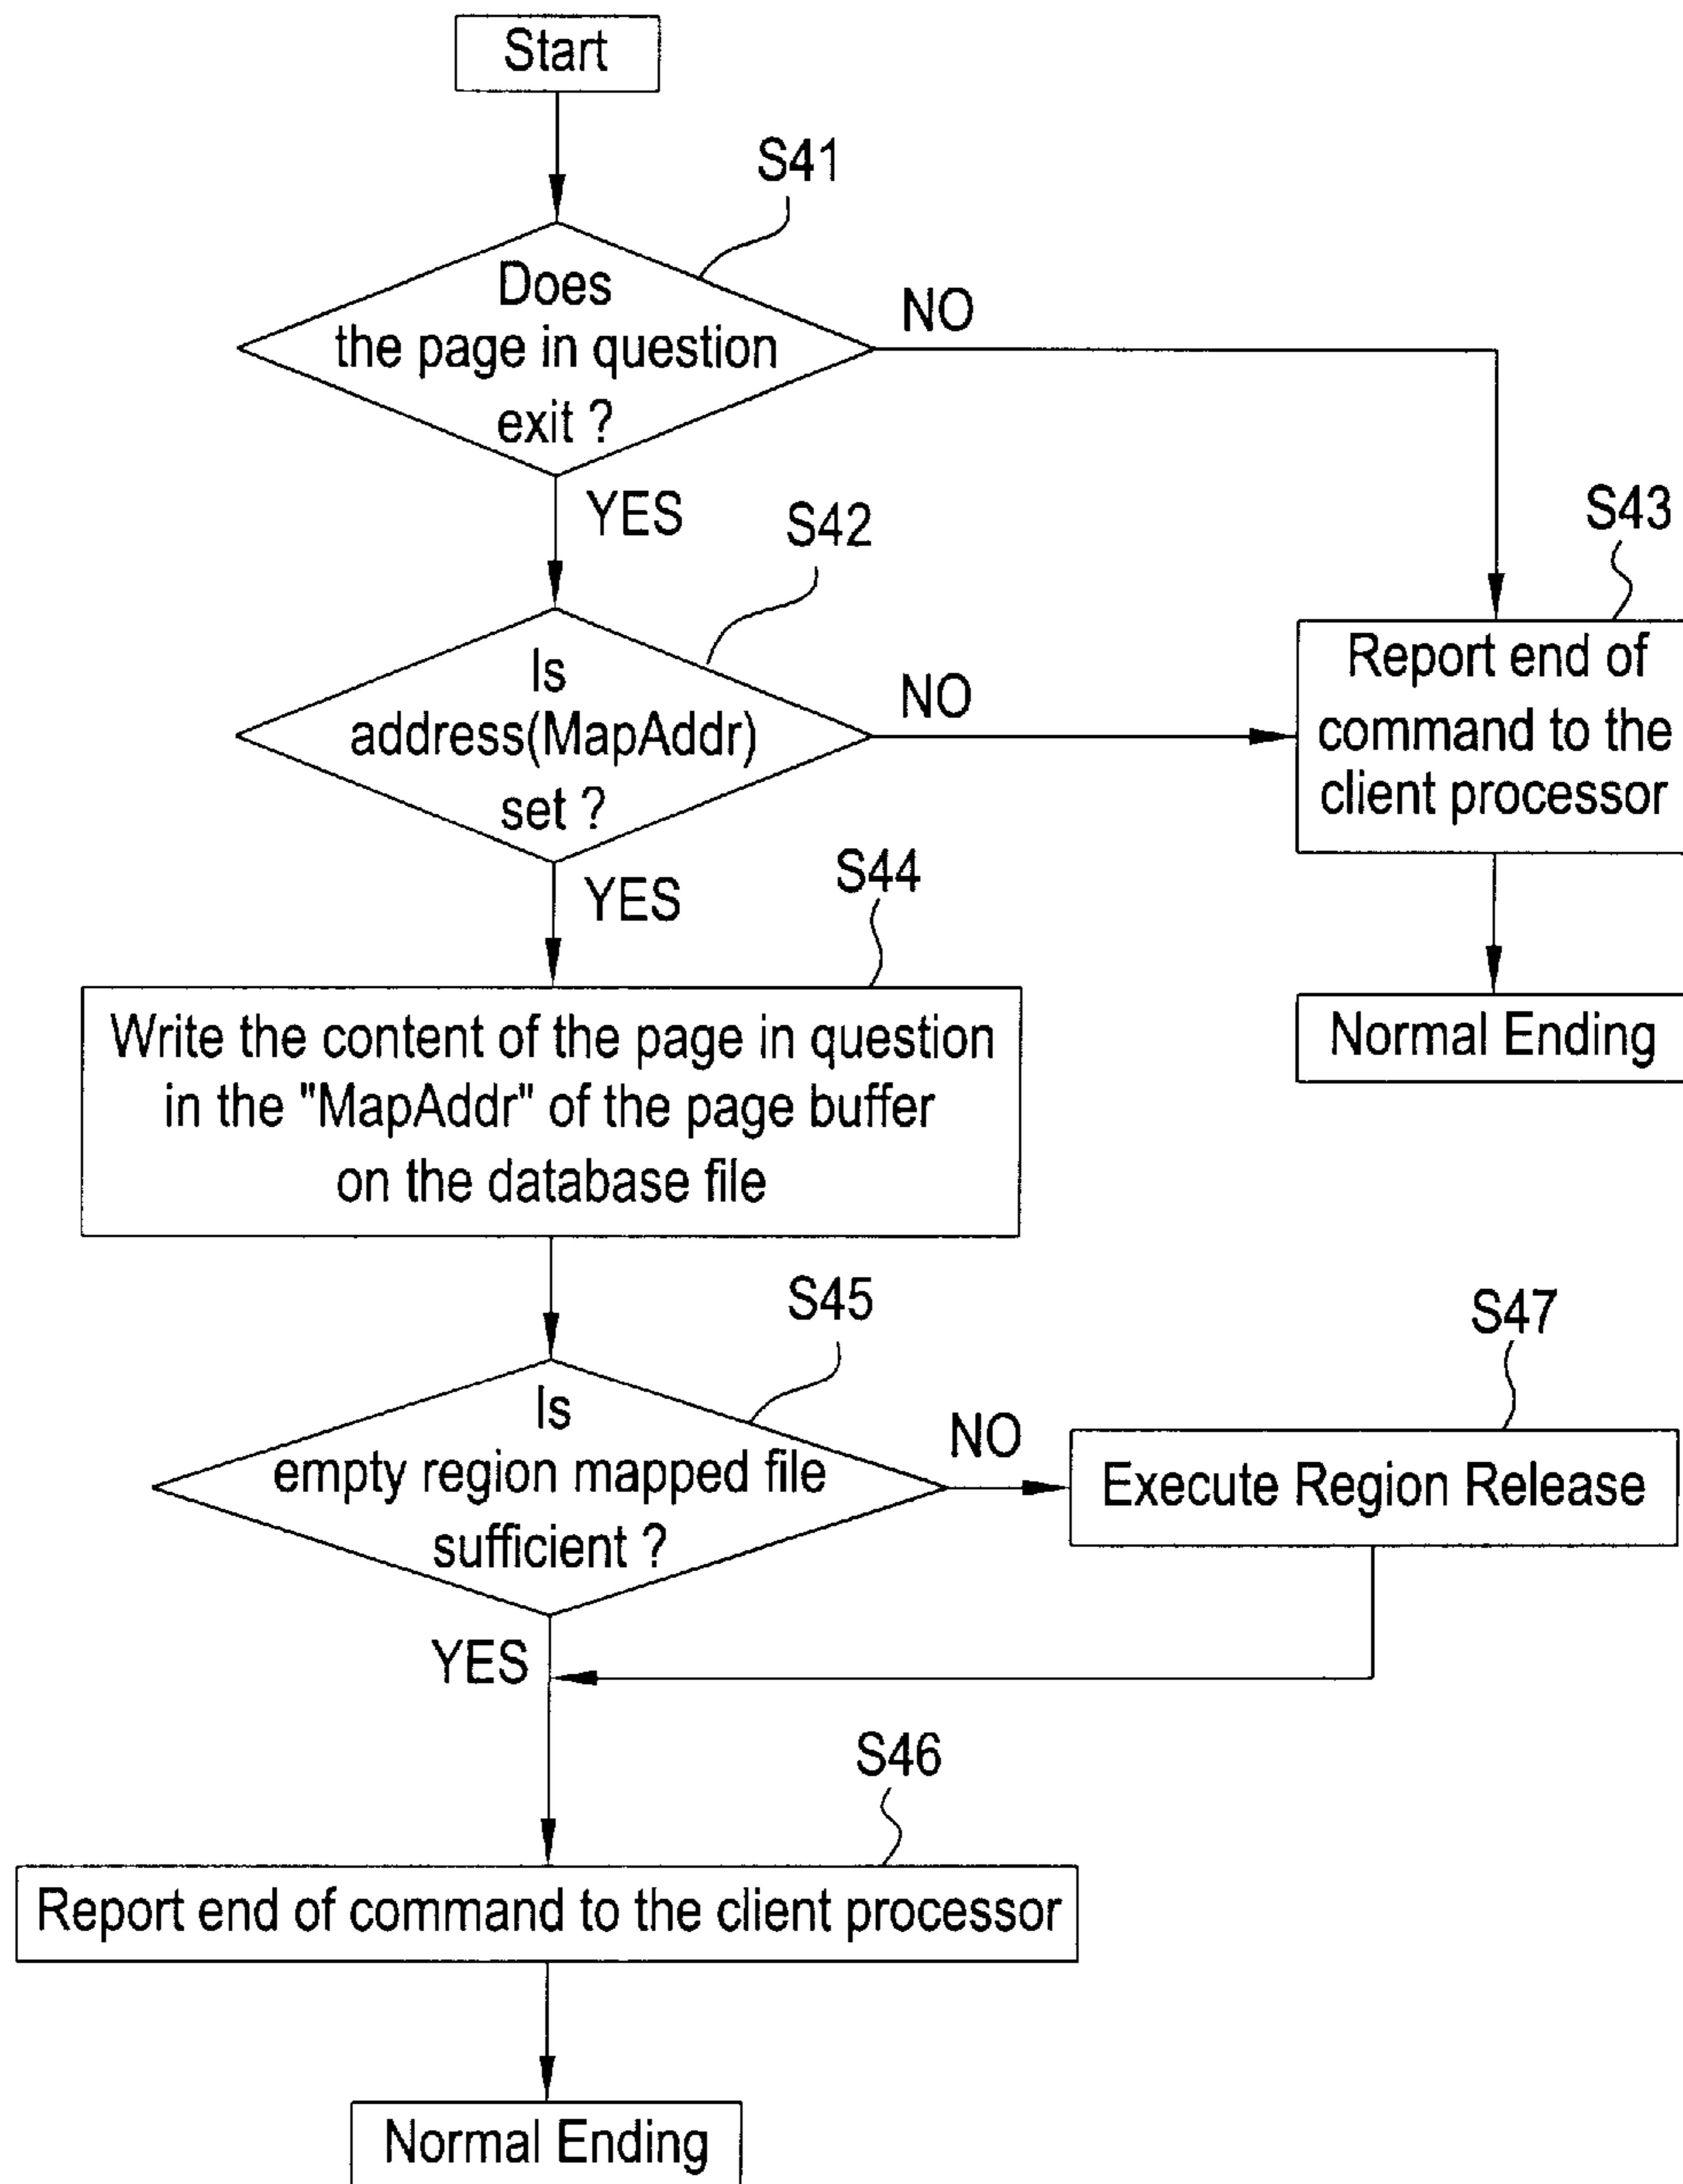 Start
S41
Does
the page in question
exit ?
NO
YES
S42
S43
Is
address(MapAddr)
set ?
NO
Report end of
command to the
client processor
YES
S44
Normal Ending
Write the content of the page in question
in the "MapAddr" of the page buffer
on the database file
S45
S47
Is
empty region mapped file
sufficient ?
NO
Execute Region Release
YES
S46
Report end of command to the client processor
Normal Ending